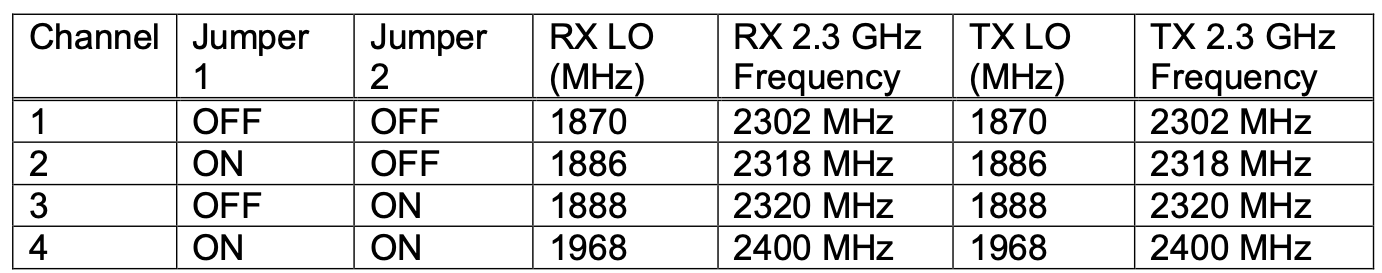 Channel Jumper 1 Jumper 2 RX LO (MHz) RX 2.3 GHz Frequency TX LO (MHz) TX 2.3 GHz Frequency
1 OFF OFF 1870 2302 MHz 1870 2302 MHz
2 ON OFF 1886 2318 MHz 1886 2318 MHz
3 OFF ON 1888 2320 MHz 1888 2320 MHz
4 ON ON 1968 2400 MHz 1968 2400 MHz